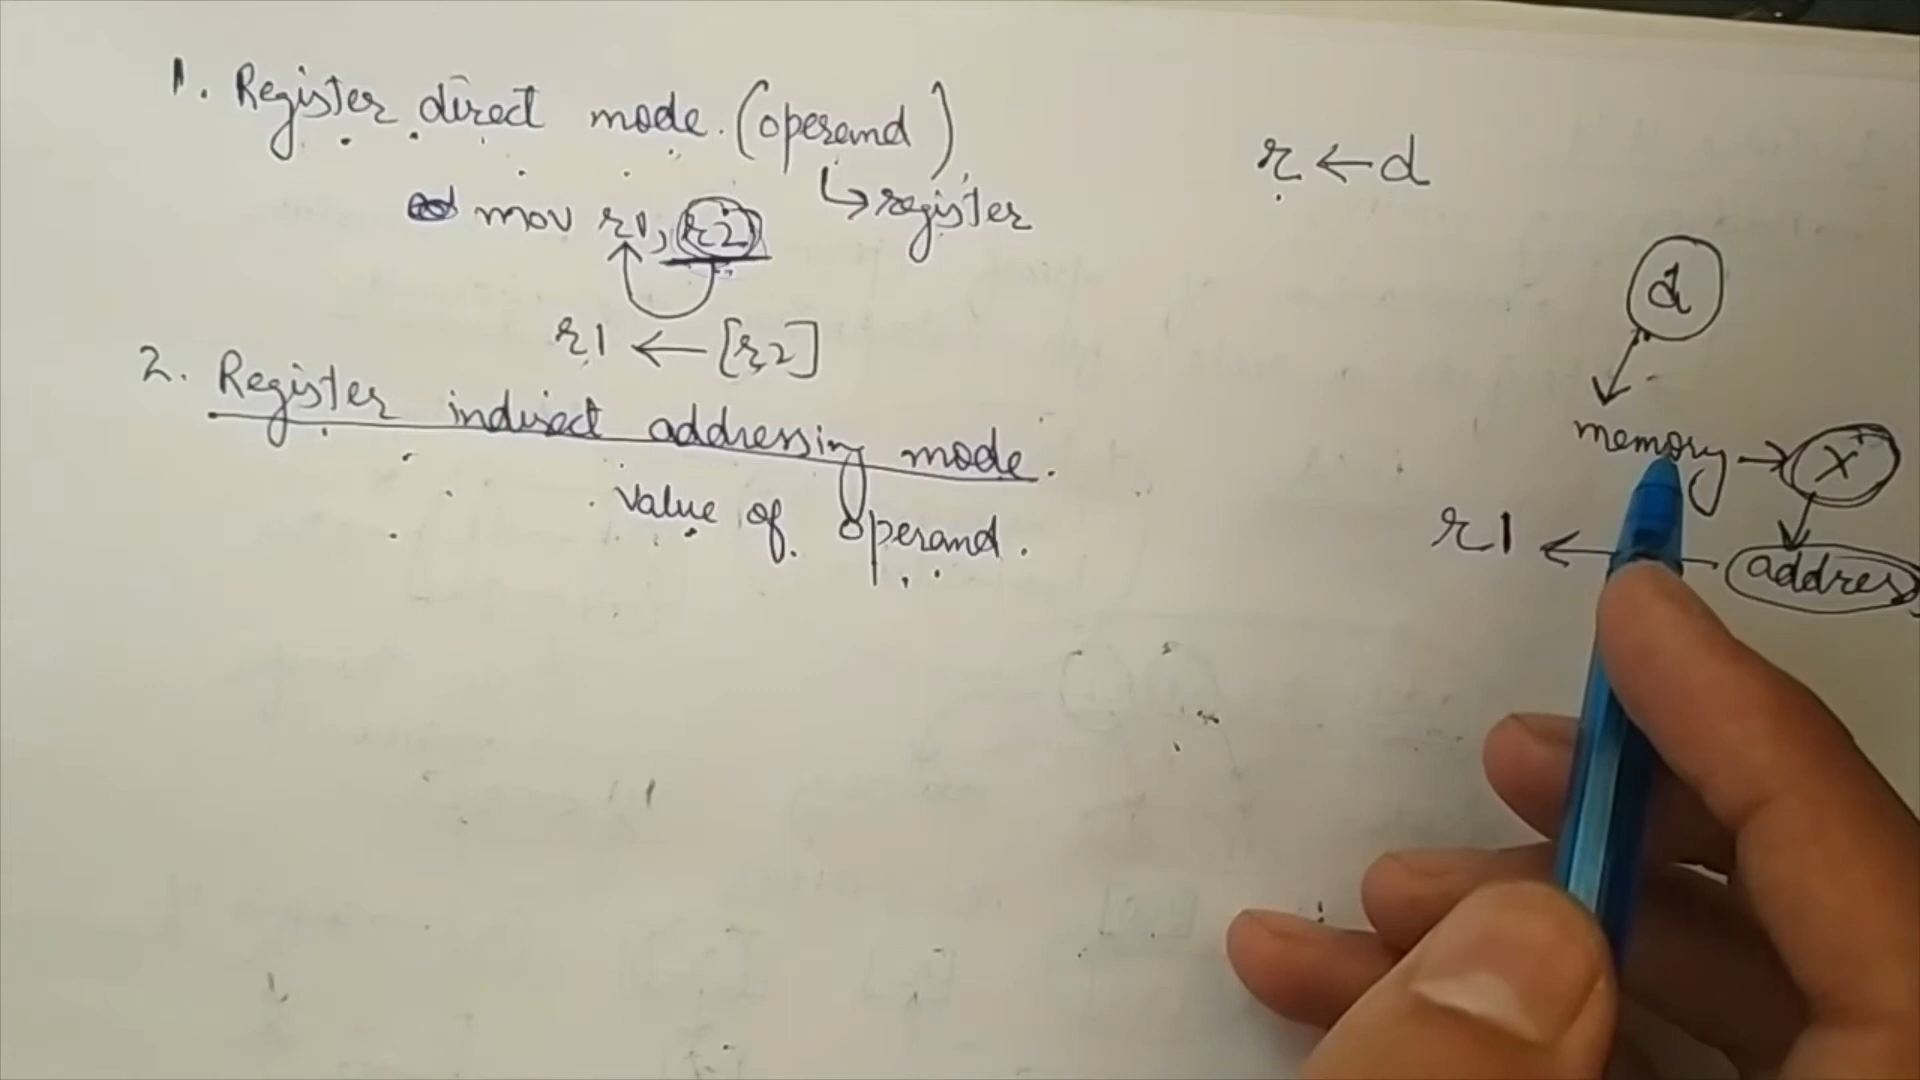 1. Register direct mode. (operand)
↳ register
mov r1, r2
r1 ← [r2]
2. Register indirect addressing mode.
value of operand.
r ← d
d
memory → x
r1 ← address